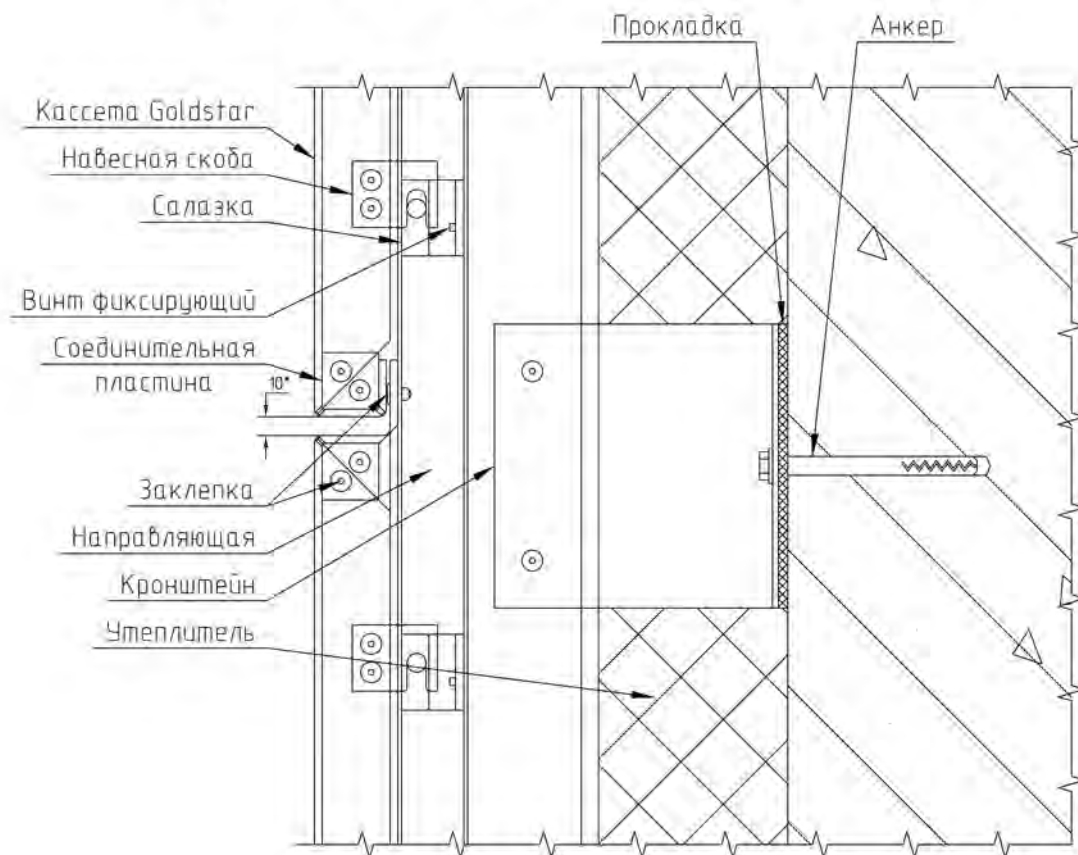 Прокладка
Анкер
Кассета Goldstar
Навесная скоба
Салазка
Винт фиксирующий
Соединительная
пластина
10*
Заклепка
Направляющая
Кронштейн
Утеплитель